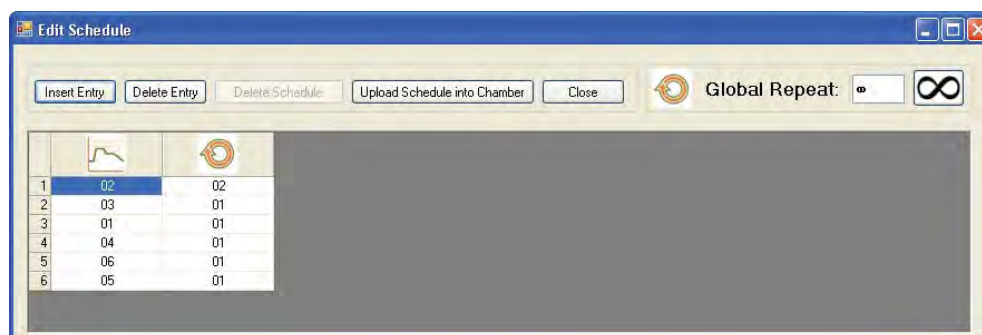 Edit Schedule
Insert Entry Delete Entry Delete Schedule Upload Schedule into Chamber Close Global Repeat: ∞ ∞
1 02 02
2 03 01
3 01 01
4 04 01
5 06 01
6 05 01